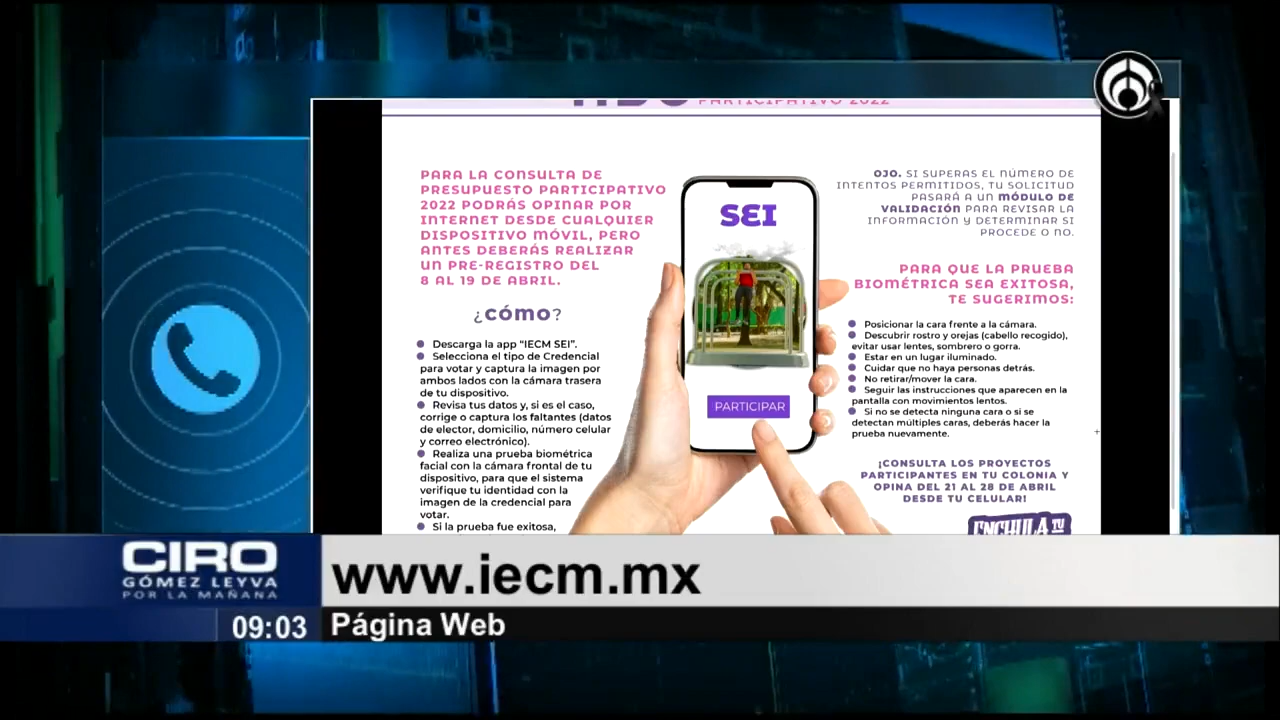 PARTICIPATIVO 2022
PARA LA CONSULTA DE
PRESUPUESTO PARTICIPATIVO
2022 PODRÁS OPINAR POR
INTERNET DESDE CUALQUIER
DISPOSITIVO MÓVIL, PERO
ANTES DEBERÁS REALIZAR
UN PRE-REGISTRO DEL
8 AL 19 DE ABRIL.
¿cómo?
Descarga la app "IECM SEI".
Selecciona el tipo de Credencial
para votar y captura la imagen por
ambos lados con la cámara trasera
de tu dispositivo.
Revisa tus datos y, si es el caso,
corrige o captura los faltantes (datos
de elector, domicilio, número celular
y correo electrónico).
Realiza una prueba biométrica
facial con la cámara frontal de tu
dispositivo, para que el sistema
verifique tu identidad con la
imagen de la credencial para
votar.
Si la prueba fue exitosa,
SEI
PARTICIPAR
OJO. SI SUPERAS EL NÚMERO DE
INTENTOS PERMITIDOS, TU SOLICITUD
PASARÁ A UN MÓDULO DE
VALIDACIÓN PARA REVISAR LA
INFORMACIÓN Y DETERMINAR SI
PROCEDE O NO.
PARA QUE LA PRUEBA
BIOMÉTRICA SEA EXITOSA,
TE SUGERIMOS:
Posicionar la cara frente a la cámara.
Descubrir rostro y orejas (cabello recogido),
evitar usar lentes, sombrero o gorra.
Estar en un lugar iluminado.
Cuidar que no haya personas detrás.
No retirar/mover la cara.
Seguir las instrucciones que aparecen en la
pantalla con movimientos lentos.
Si no se detecta ninguna cara o si se
detectan múltiples caras, deberás hacer la
prueba nuevamente.
¡CONSULTA LOS PROYECTOS
PARTICIPANTES EN TU COLONIA Y
OPINA DEL 21 AL 28 DE ABRIL
DESDE TU CELULAR!
ENCHULA TU
CIRO
GÓMEZ LEYVA
POR LA MAÑANA
09:03
www.iecm.mx
Página Web